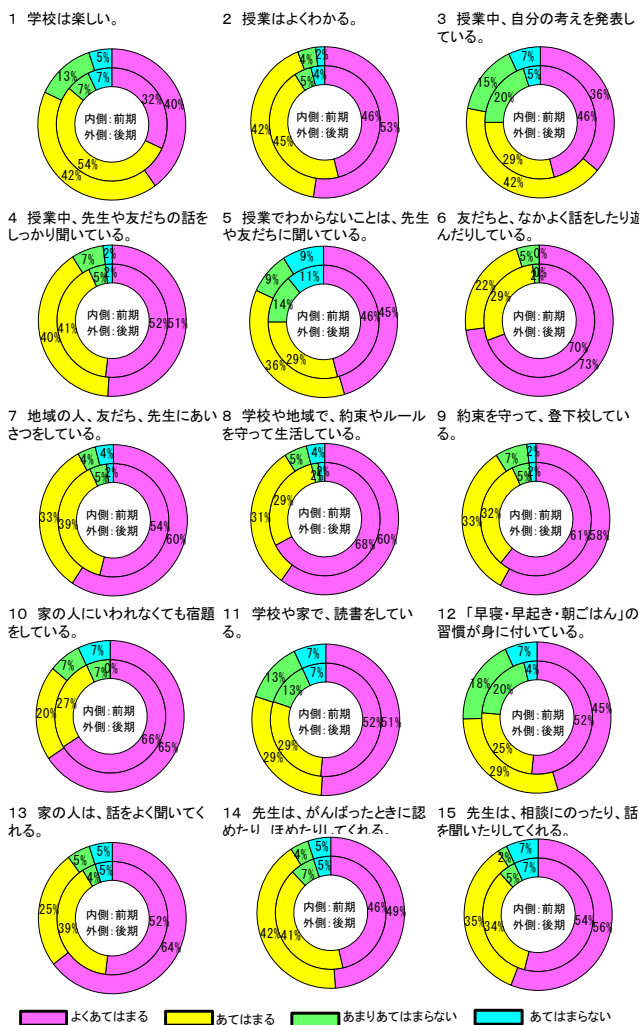 1 学校は楽しい。
5%
13%
7%
7%
32%
40%
内側:前期
外側:後期
54%
42%
2 授業はよくわかる。
4%
2%
5%
4%
46%
53%
内側:前期
外側:後期
42%
45%
3 授業中、自分の考えを発表し
ている。
7%
15%
5%
20%
36%
46%
内側:前期
外側:後期
29%
42%
4 授業中、先生や友だちの話を
しっかり聞いている。
7%
2%
5%
2%
52%
51%
内側:前期
外側:後期
41%
40%
5 授業でわからないことは、先生
や友だちに聞いている。
9%
9%
11%
14%
46%
45%
内側:前期
外側:後期
29%
36%
6 友だちと、なかよく話をしたり遊
んだりしている。
5%
0%
2%
0%
22%
29%
内側:前期
外側:後期
70%
73%
7 地域の人、友だち、先生にあい
さつをしている。
4%
4%
5%
2%
33%
39%
内側:前期
外側:後期
54%
60%
8 学校や地域で、約束やルール
を守って生活している。
5%
4%
2%
2%
29%
31%
内側:前期
外側:後期
68%
60%
9 約束を守って、登下校してい
る。
7%
2%
5%
2%
33%
32%
内側:前期
外側:後期
61%
58%
10 家の人にいわれなくても宿題
をしている。
7%
7%
7%
0%
20%
27%
内側:前期
外側:後期
66%
65%
11 学校や家で、読書をしてい
る。
7%
13%
7%
13%
52%
51%
内側:前期
外側:後期
29%
29%
12 「早寝・早起き・朝ごはん」の
習慣が身に付いている。
7%
18%
4%
20%
45%
52%
内側:前期
外側:後期
25%
29%
13 家の人は、話をよく聞いてく
れる。
5%
5%
5%
4%
25%
39%
内側:前期
外側:後期
52%
64%
14 先生は、がんばったときに認
めたり、ほめたりしてくれる。
4%
5%
7%
5%
46%
49%
内側:前期
外側:後期
42%
41%
15 先生は、相談にのったり、話
を聞いたりしてくれる。
2%
7%
5%
7%
35%
34%
内側:前期
外側:後期
54%
56%
よくあてはまる あてはまる あまりあてはまらない あてはまらない